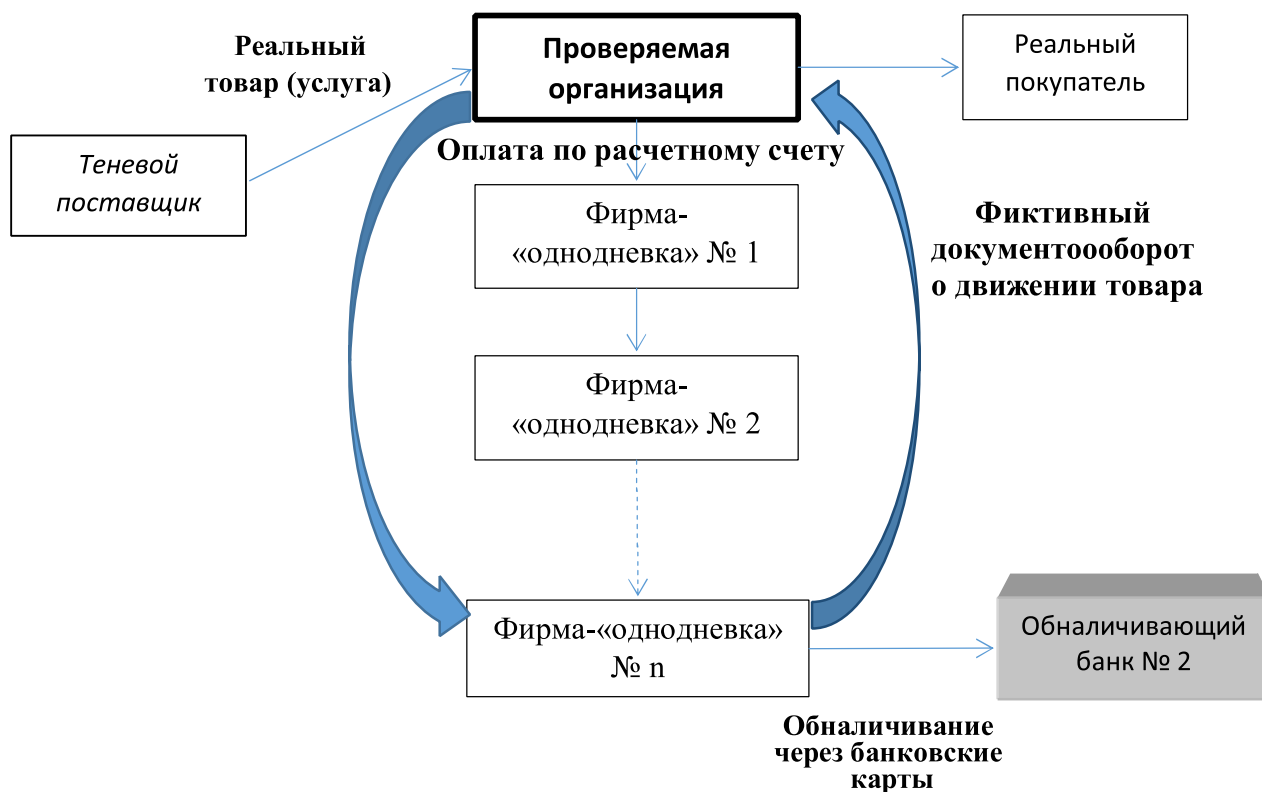 Реальный
товар (услуга)
Проверяемая
организация
Реальный
покупатель
Теневой
поставщик
Оплата по расчетному счету
Фирма-
«однодневка» № 1
Фиктивный
документоооборот
о движении товара
Фирма-
«однодневка» № 2
Фирма-«однодневка»
№ n
Обналичивающий
банк № 2
Обналичивание
через банковские
карты